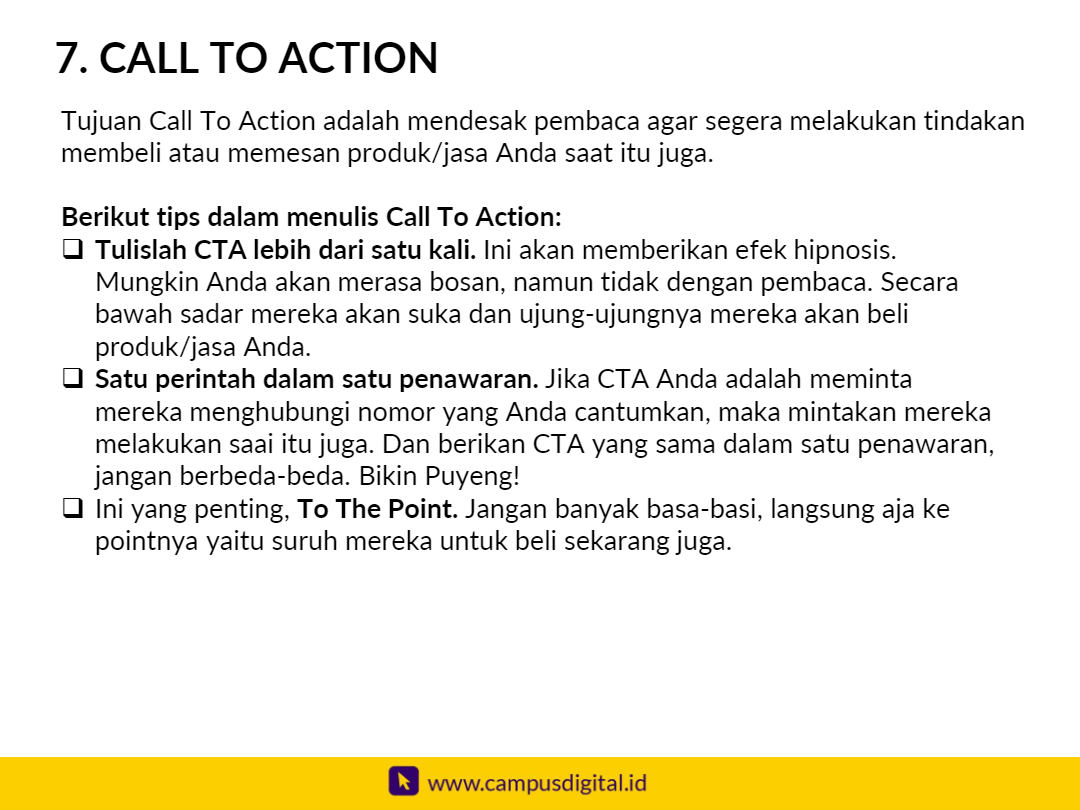 7. CALL TO ACTION
Tujuan Call To Action adalah mendesak pembaca agar segera melakukan tindakan
membeli atau memesan produk/jasa Anda saat itu juga.
Berikut tips dalam menulis Call To Action:
❑ Tulislah CTA lebih dari satu kali. Ini akan memberikan efek hipnosis.
Mungkin Anda akan merasa bosan, namun tidak dengan pembaca. Secara
bawah sadar mereka akan suka dan ujung-ujungnya mereka akan beli
produk/jasa Anda.
❑ Satu perintah dalam satu penawaran. Jika CTA Anda adalah meminta
mereka menghubungi nomor yang Anda cantumkan, maka mintakan mereka
melakukan saai itu juga. Dan berikan CTA yang sama dalam satu penawaran,
jangan berbeda-beda. Bikin Puyeng!
❑ Ini yang penting, To The Point. Jangan banyak basa-basi, langsung aja ke
pointnya yaitu suruh mereka untuk beli sekarang juga.
www.campusdigital.id